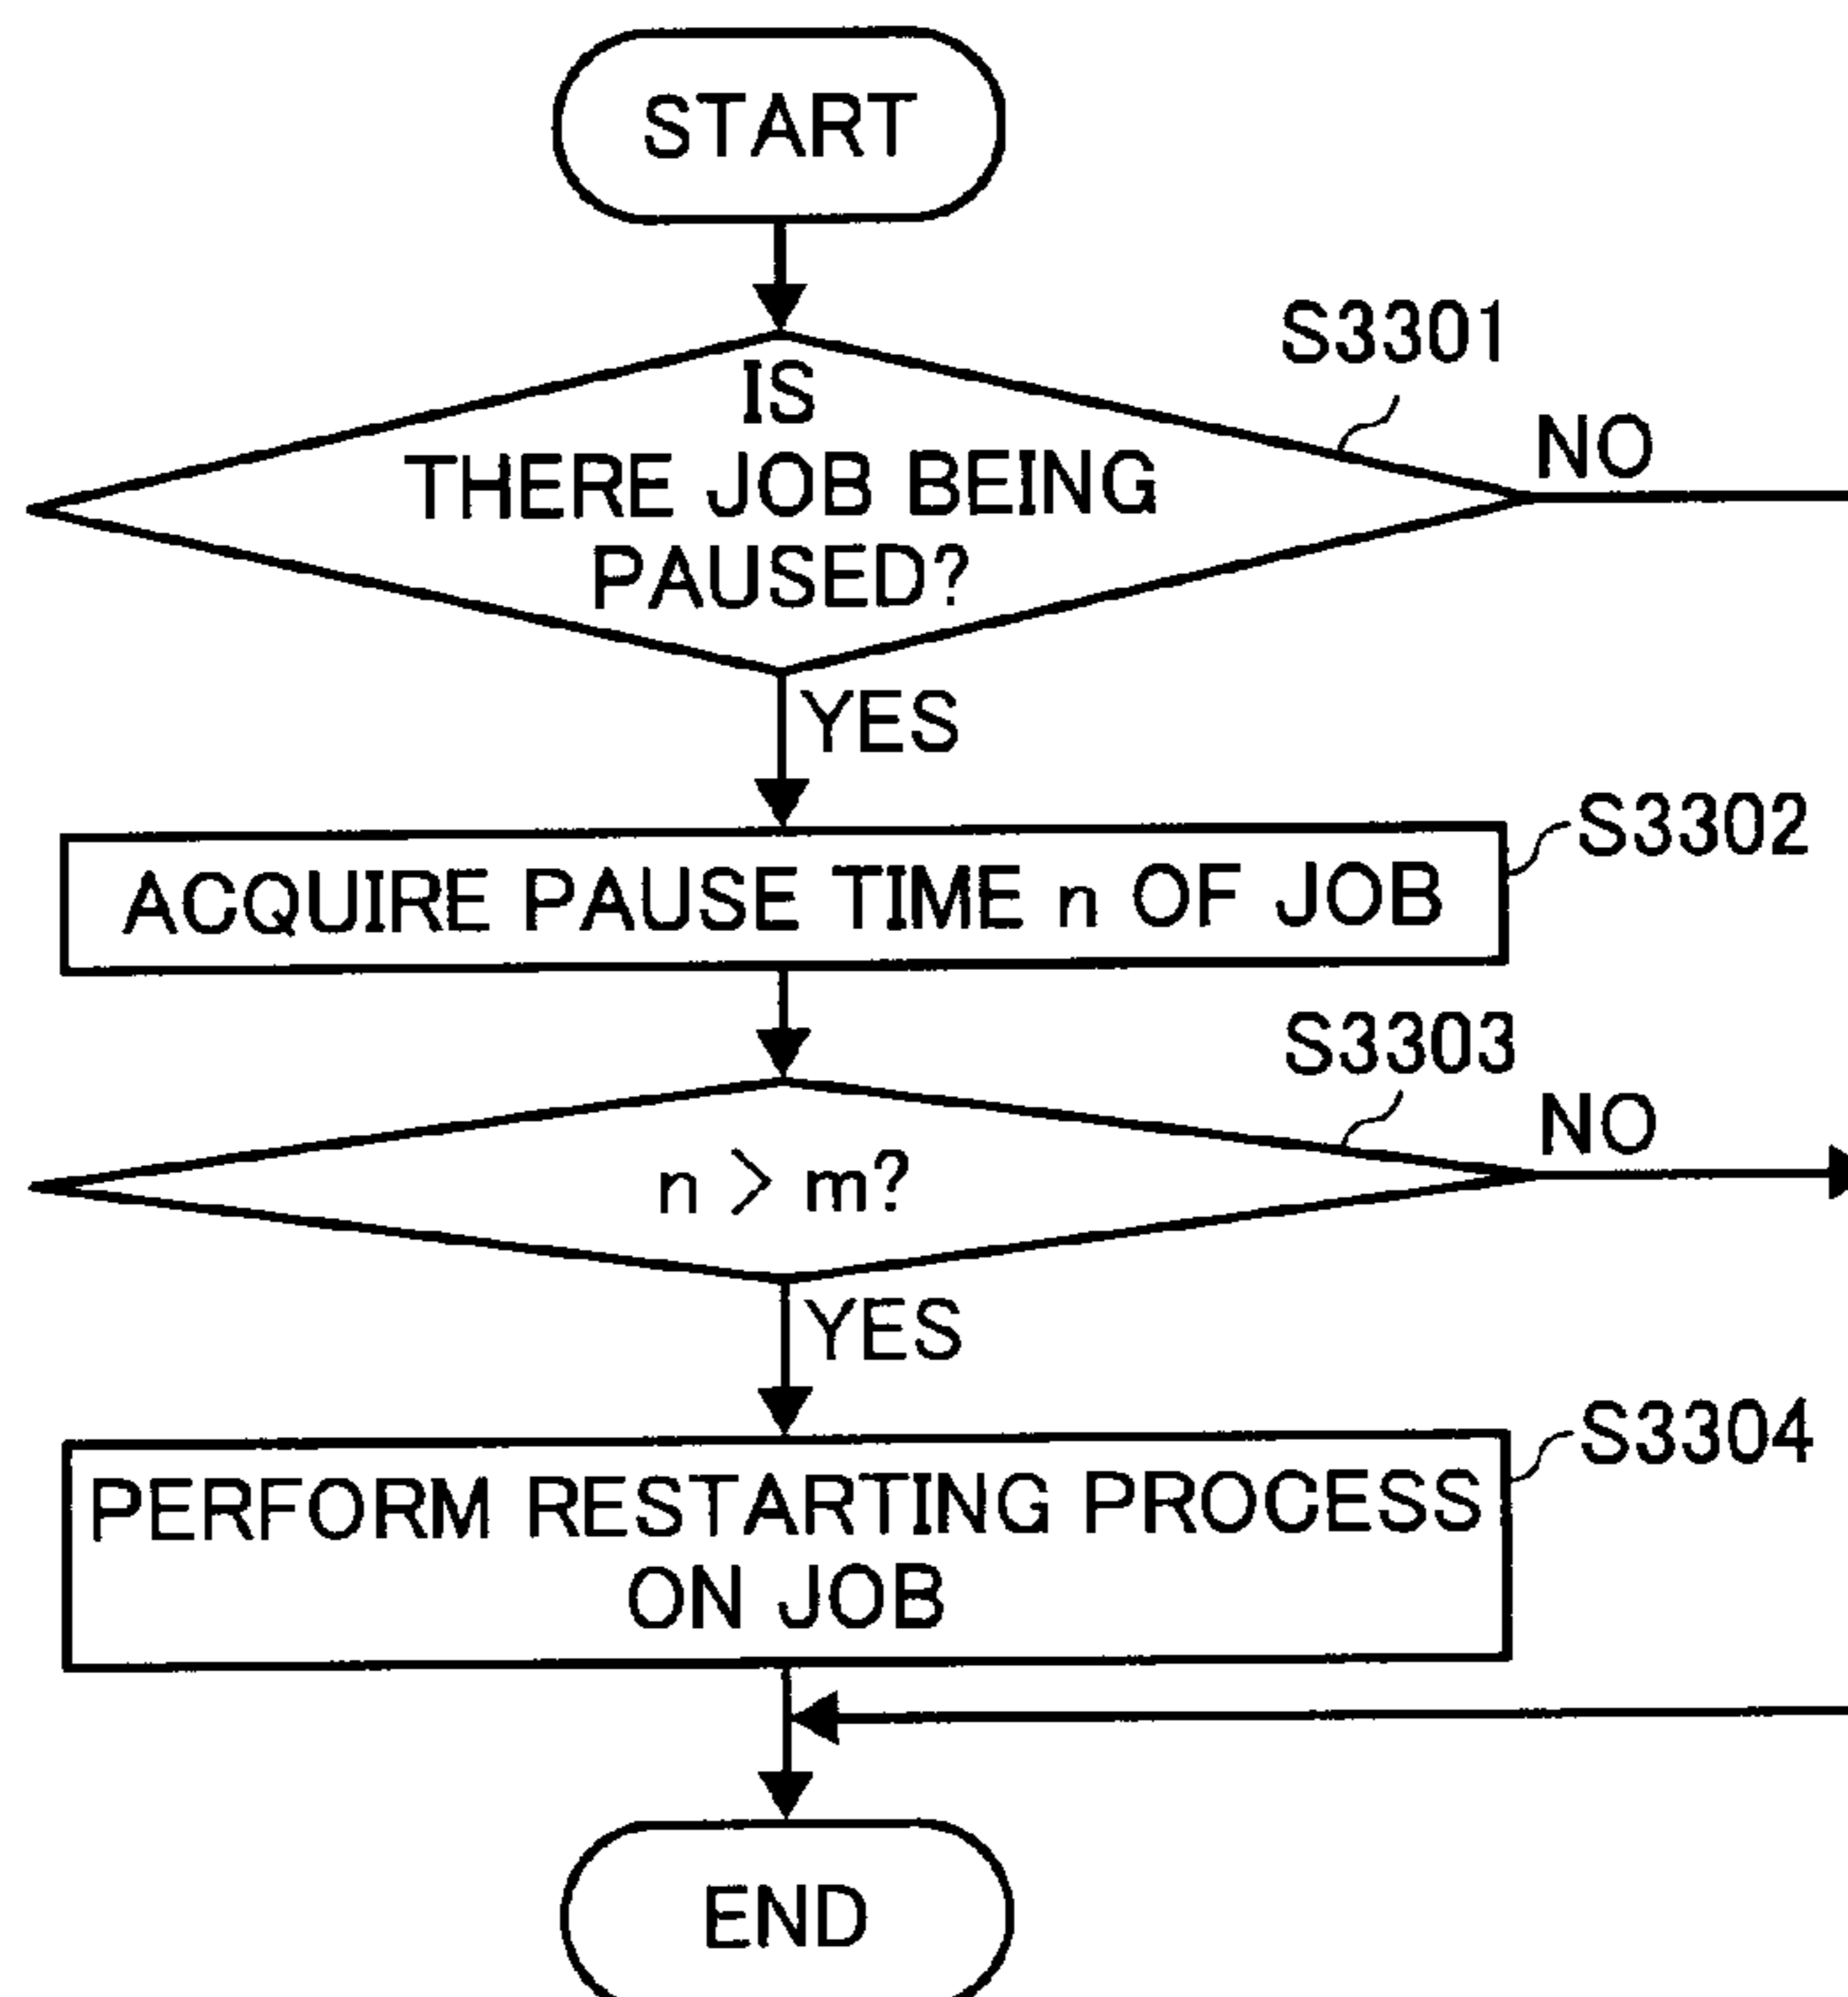 START
S3301
IS
THERE JOB BEING
PAUSED?
NO
YES
S3302
ACQUIRE PAUSE TIME n OF JOB
S3303
n > m?
NO
YES
S3304
PERFORM RESTARTING PROCESS
ON JOB
END